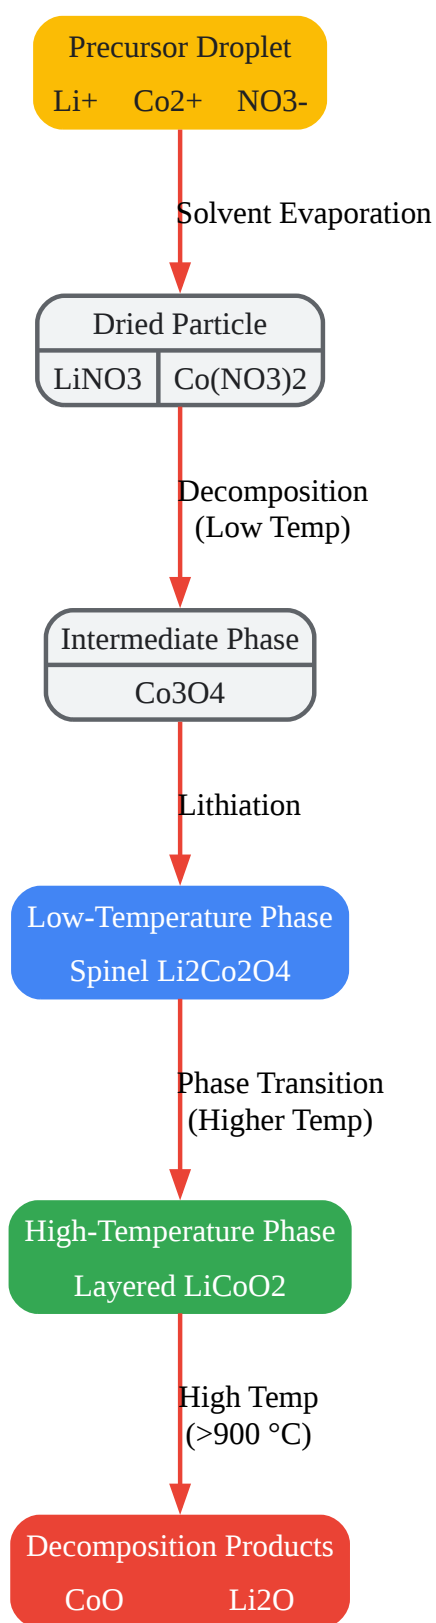 Precursor Droplet
Li+ Co2+ NO3-
Solvent Evaporation
Dried Particle
LiNO3 Co(NO3)2
Decomposition
(Low Temp)
Intermediate Phase
Co3O4
Lithiation
Low-Temperature Phase
Spinel Li2Co2O4
Phase Transition
(Higher Temp)
High-Temperature Phase
Layered LiCoO2
High Temp
(>900 °C)
Decomposition Products
CoO Li2O